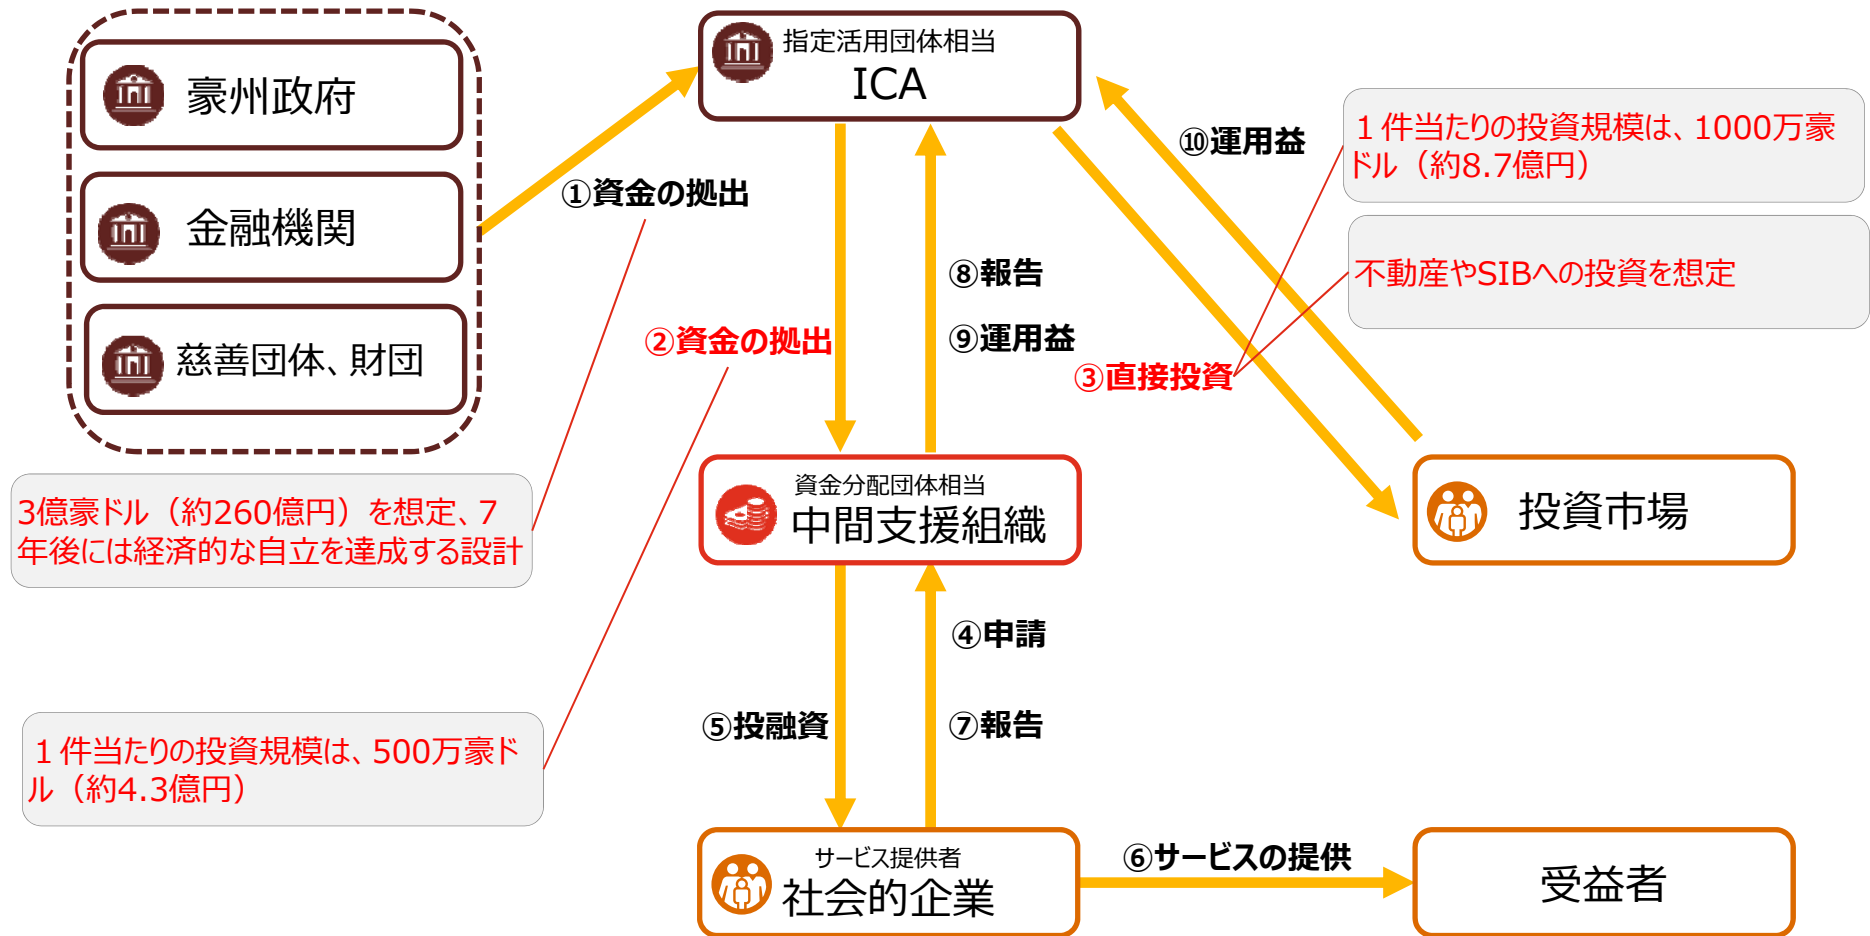 豪州政府
金融機関
慈善団体、財団
指定活用団体相当
ICA
①資金の拠出
⑩運用益
１件当たりの投資規模は、1000万豪
ドル（約8.7億円）
不動産やSIBへの投資を想定
⑧報告
⑨運用益
②資金の拠出
③直接投資
3億豪ドル（約260億円）を想定、7
年後には経済的な自立を達成する設計
資金分配団体相当
中間支援組織
投資市場
④申請
⑤投融資
⑦報告
１件当たりの投資規模は、500万豪ド
ル（約4.3億円）
サービス提供者
社会的企業
⑥サービスの提供
受益者